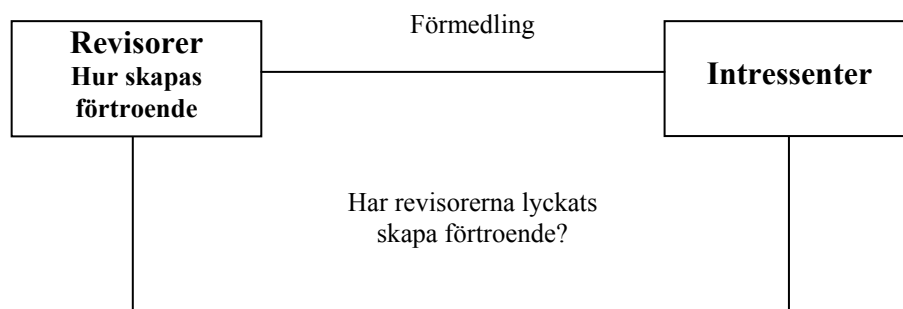 Förmedling
Revisorer
Hur skapas
förtroende
Intressenter
Har revisorerna lyckats
skapa förtroende?